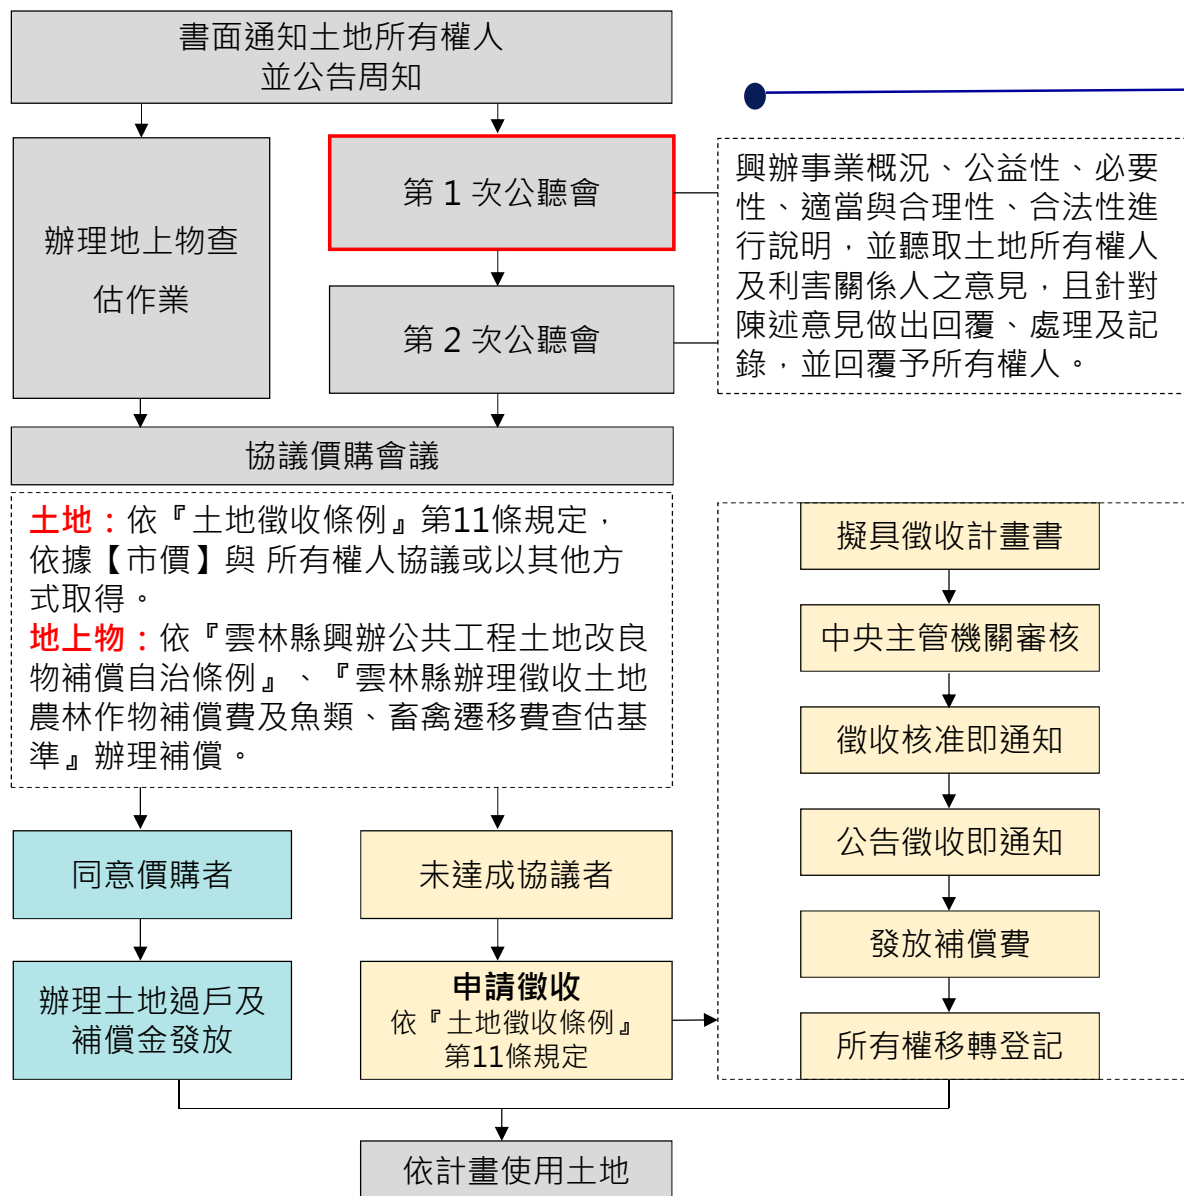 書面通知土地所有權人
並公告周知
辦理地上物查
估作業
第 1 次公聽會
第 2 次公聽會
興辦事業概況、公益性、必要
性、適當與合理性、合法性進
行說明，並聽取土地所有權人
及利害關係人之意見，且針對
陳述意見做出回覆、處理及記
錄，並回覆予所有權人。
協議價購會議
土地：依『土地徵收條例』第11條規定，
依據【市價】與 所有權人協議或以其他方
式取得。
地上物：依『雲林縣興辦公共工程土地改良
物補償自治條例』、『雲林縣辦理徵收土地
農林作物補償費及魚類、畜禽遷移費查估基
準』辦理補償。
同意價購者
辦理土地過戶及
補償金發放
未達成協議者
申請徵收
依『土地徵收條例』
第11條規定
擬具徵收計畫書
中央主管機關審核
徵收核准即通知
公告徵收即通知
發放補償費
所有權移轉登記
依計畫使用土地